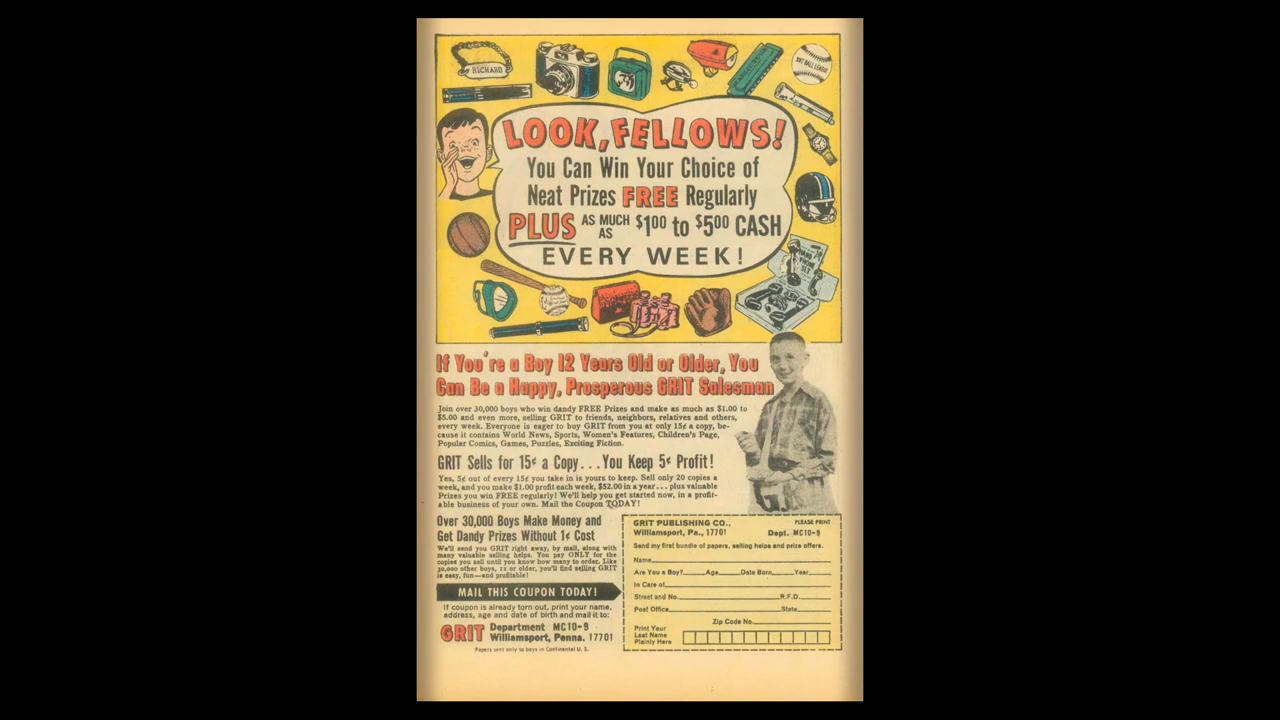 RICHARD
SOFT BALL LEAGUE
LOOK, FELLOWS!
You Can Win Your Choice of
Neat Prizes FREE Regularly
PLUS AS MUCH AS $1.00 to $5.00 CASH
EVERY WEEK!
PHONE
SET
If You're a Boy 12 Years Old or Older, You
Can Be a Happy, Prosperous GRIT Salesman
Join over 30,000 boys who win dandy FREE Prizes and make as much as $1.00 to
$5.00 and even more, selling GRIT to friends, neighbors, relatives and others,
every week. Everyone is eager to buy GRIT from you at only 15¢ a copy, be-
cause it contains World News, Sports, Women's Features, Children's Page,
Popular Comics, Games, Puzzles, Exciting Fiction.
GRIT Sells for 15¢ a Copy...You Keep 5¢ Profit!
Yes, 5¢ out of every 15¢ you take in is yours to keep. Sell only 20 copies a
week, and you make $1.00 profit each week, $52.00 in a year... plus valuable
Prizes you win FREE regularly! We'll help you get started now, in a profit-
able business of your own. Mail the Coupon TODAY!
Over 30,000 Boys Make Money and
Get Dandy Prizes Without 1¢ Cost
We'll send you GRIT right away, by mail, along with
many valuable selling helps. You pay ONLY for the
copies you sell until you know how many to order. Like
30,000 other boys, 12 or older, you'll find selling GRIT
is easy, fun—and profitable!
MAIL THIS COUPON TODAY!
If coupon is already torn out, print your name,
address, age and date of birth and mail it to:
GRIT Department MC10-9
Williamsport, Penna. 17701
Papers sent only to boys in Continental U. S.
GRIT PUBLISHING CO., PLEASE PRINT
Williamsport, Pa., 17701 Dept. MC10-9
Send my first bundle of papers, selling helps and prize offers.
Name
Are You a Boy? Age Date Born Year
In Care of
Street and No. R.F.D.
Post Office State
Zip Code No.
Print Your
Last Name
Plainly Here